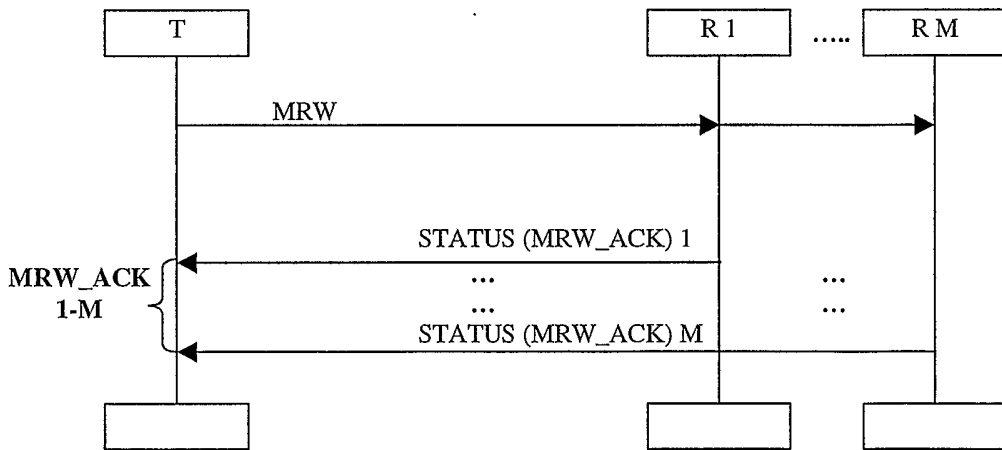 T
R 1
.....
R M
MRW
STATUS (MRW_ACK) 1
MRW_ACK
1-M
...
...
...
...
STATUS (MRW_ACK) M